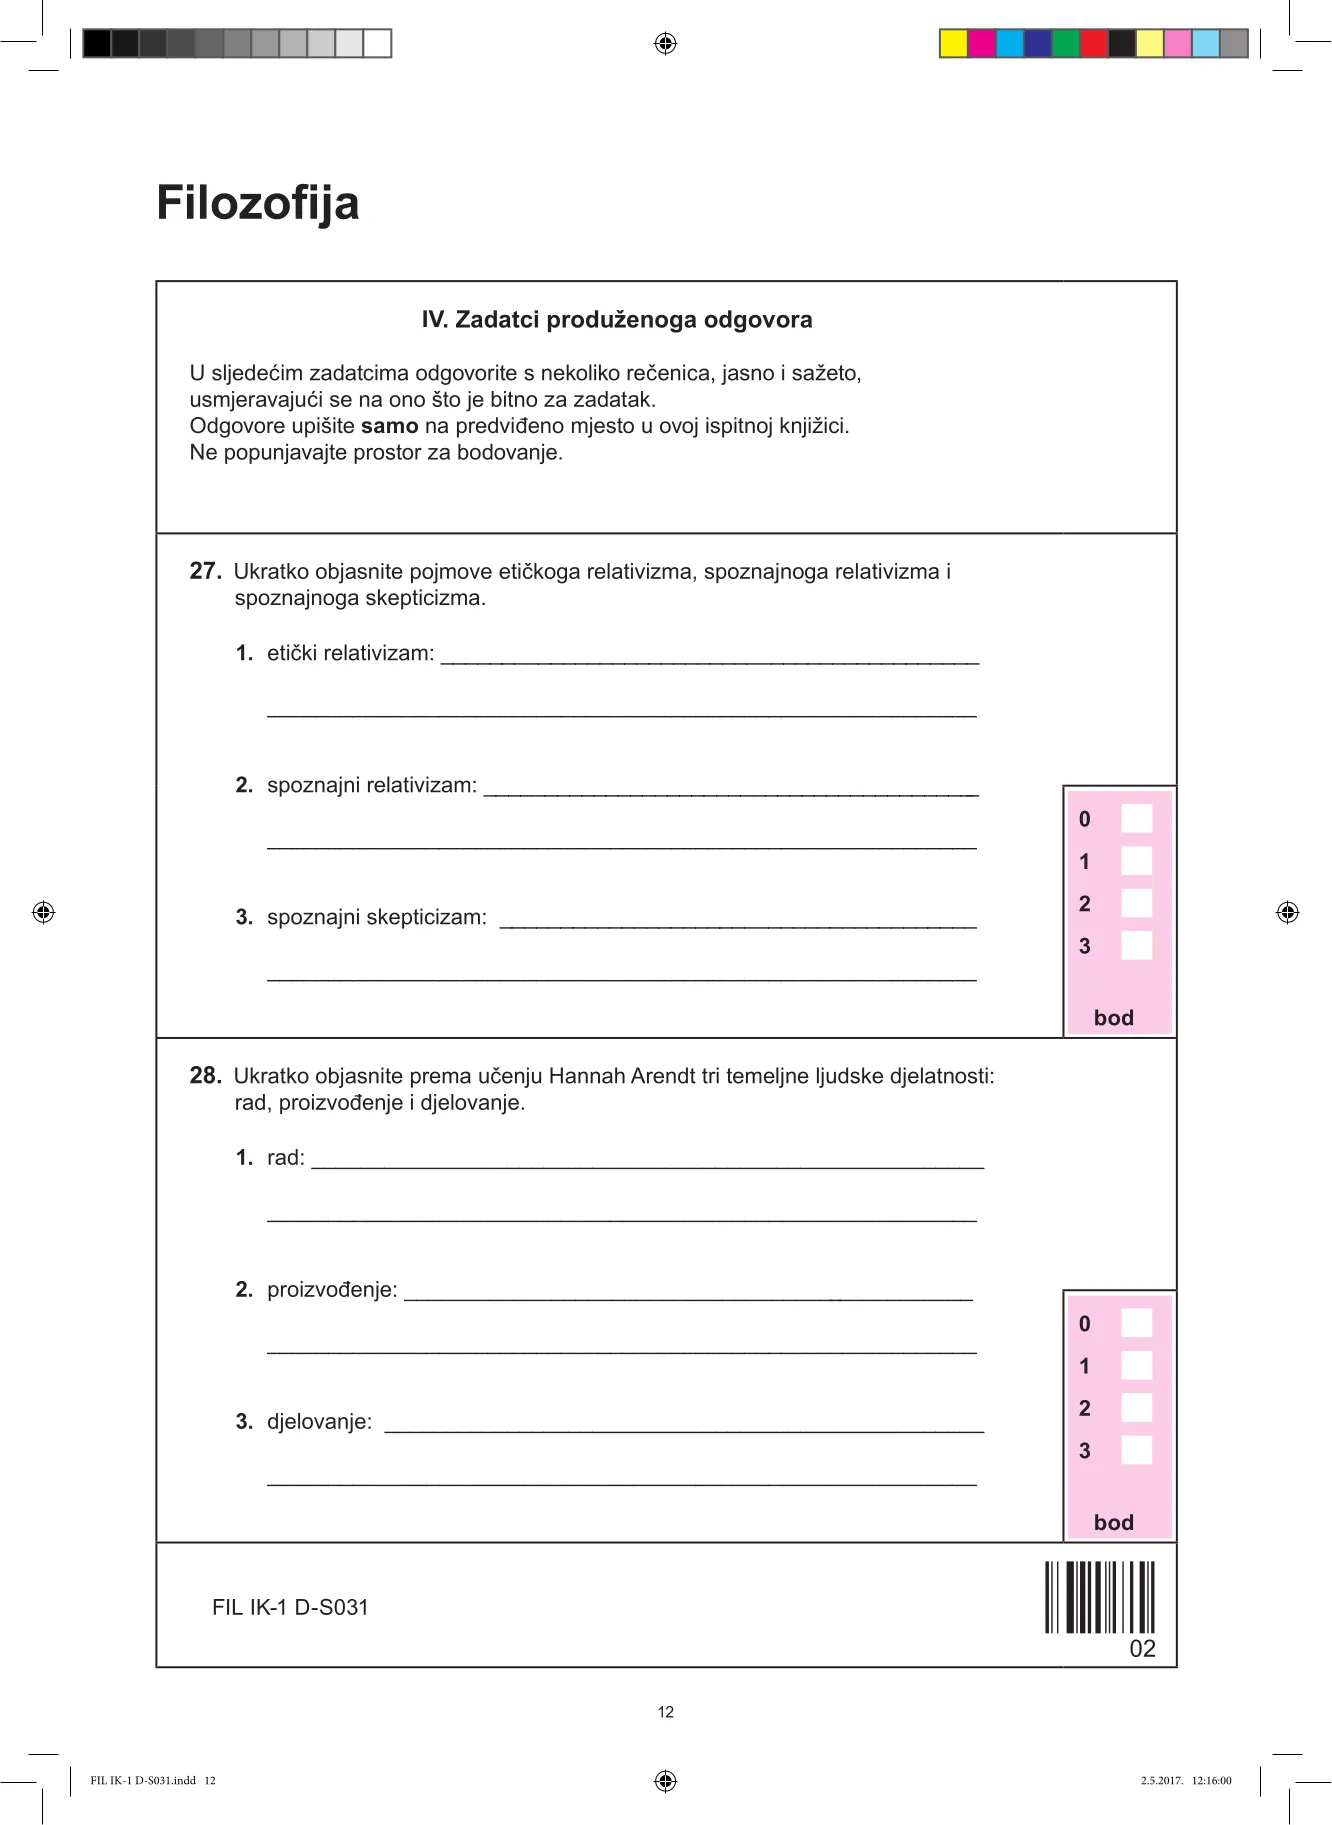 Filozofija
IV. Zadatci produženoga odgovora
U sljedećim zadatcima odgovorite s nekoliko rečenica, jasno i sažeto,
usmjeravajući se na ono što je bitno za zadatak.
Odgovore upišite samo na predviđeno mjesto u ovoj ispitnoj knjižici.
Ne popunjavajte prostor za bodovanje.
27. Ukratko objasnite pojmove etičkoga relativizma, spoznajnoga relativizma i
spoznajnoga skepticizma.
1. etički relativizam:
2. spoznajni relativizam:
3. spoznajni skepticizam:
0
1
2
3
bod
28. Ukratko objasnite prema učenju Hannah Arendt tri temeljne ljudske djelatnosti:
rad, proizvođenje i djelovanje.
1. rad:
2. proizvođenje:
3. djelovanje:
0
1
2
3
bod
FIL IK-1 D-S031
02
12
FIL IK-1 D-S031.indd 12
2.5.2017. 12:16:00